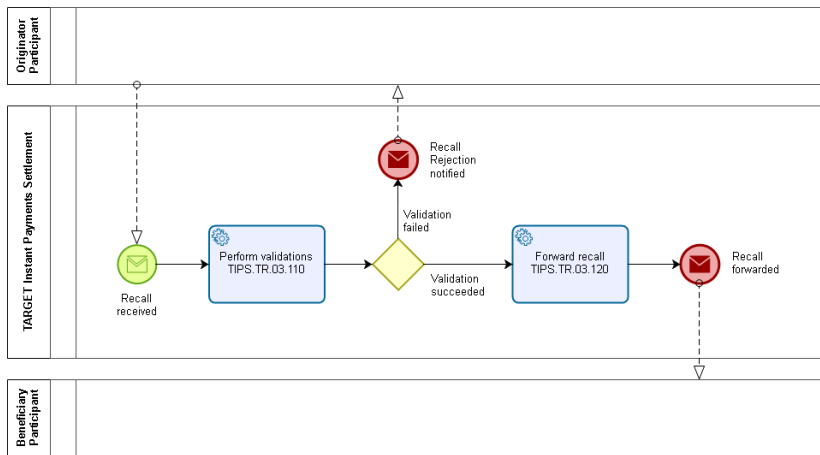 Originator
Participant
TARGET Instant Payments Settlement
Recall
Rejection
notified
Validation
failed
Perform validations
TIPS.TR.03.110
Forward recall
TIPS.TR.03.120
Recall
forwarded
Validation
succeeded
Recall
received
Beneficiary
Participant